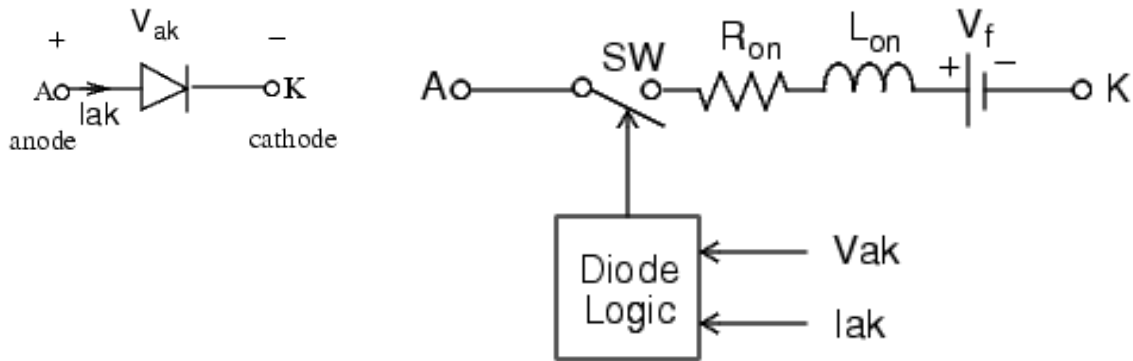 Vak
+ −
A K
Iak
anode cathode
A SW Ron Lon Vf K
+ −
Diode
Logic
Vak
Iak